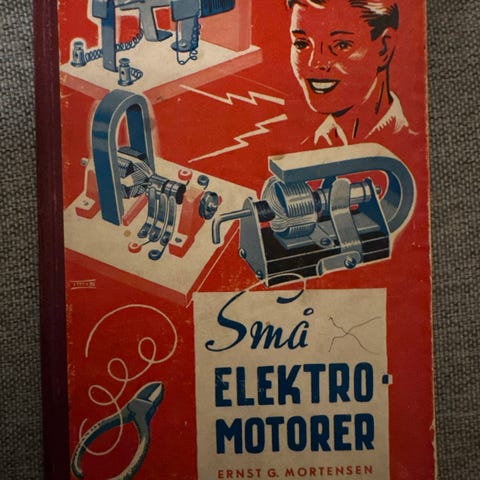 Små
ELEKTRO-
MOTORER
ERNST G. MORTENSEN